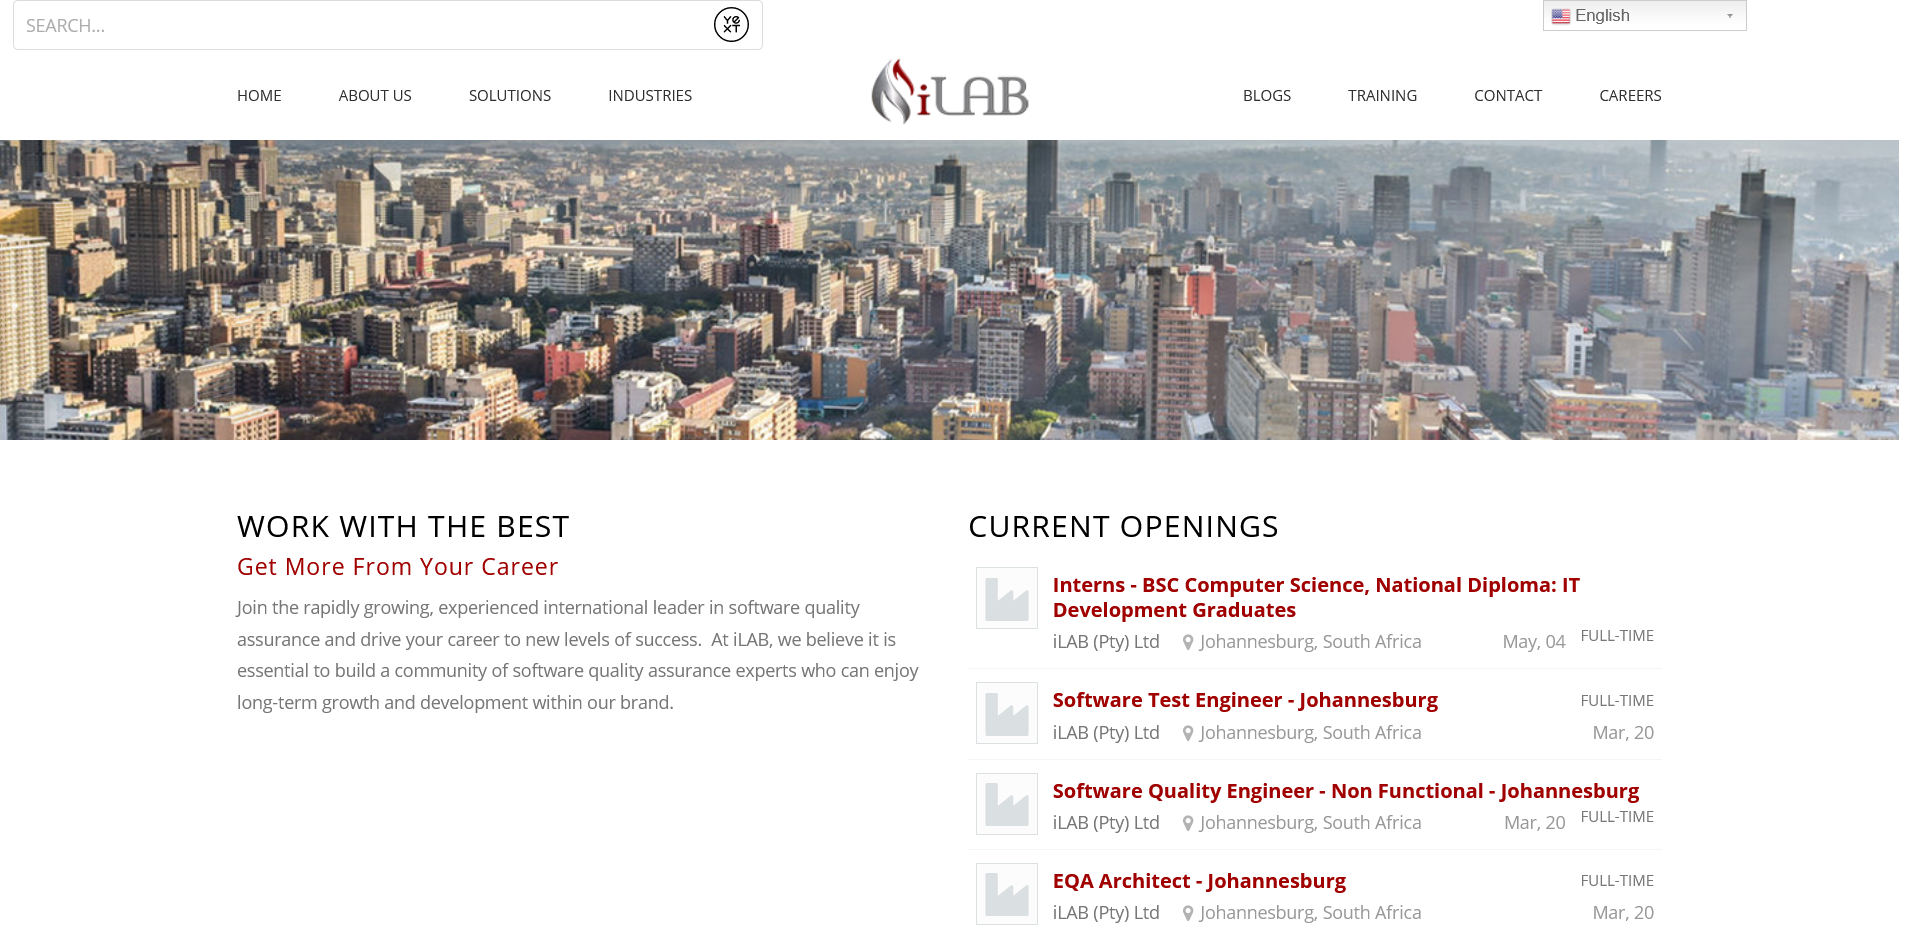 SEARCH...
YEXT
English
HOME
ABOUT US
SOLUTIONS
INDUSTRIES
iLAB
BLOGS
TRAINING
CONTACT
CAREERS
WORK WITH THE BEST
Get More From Your Career
Join the rapidly growing, experienced international leader in software quality
assurance and drive your career to new levels of success.  At iLAB, we believe it is
essential to build a community of software quality assurance experts who can enjoy
long-term growth and development within our brand.
CURRENT OPENINGS
Interns - BSC Computer Science, National Diploma: IT
Development Graduates
iLAB (Pty) Ltd Johannesburg, South Africa May, 04 FULL-TIME
Software Test Engineer - Johannesburg FULL-TIME
iLAB (Pty) Ltd Johannesburg, South Africa Mar, 20
Software Quality Engineer - Non Functional - Johannesburg
iLAB (Pty) Ltd Johannesburg, South Africa Mar, 20 FULL-TIME
EQA Architect - Johannesburg FULL-TIME
iLAB (Pty) Ltd Johannesburg, South Africa Mar, 20